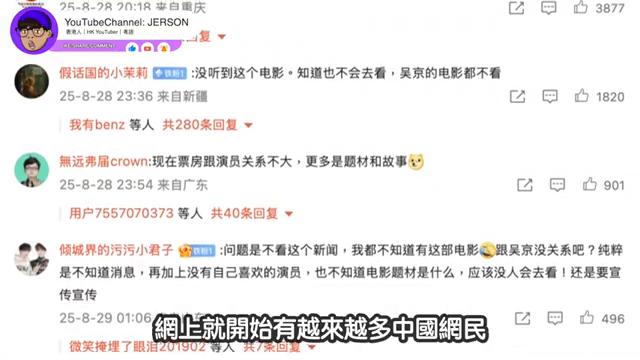 YouTubeChannel: JERSON
香港人 | HK YouTuber | 粵語
LIKE/SHARE/COMMENT
25-8-28 20:18 来自重庆
3877
回复
假话国的小茉莉 铁粉1 :没听到这个电影。知道也不会去看，吴京的电影都不看
25-8-28 23:36 来自新疆
1820
我有benz 等人 共280条回复
無远弗届crown:现在票房跟演员关系不大，更多是题材和故事
25-8-28 23:54 来自广东
901
用户7557070373 等人 共40条回复
倾城界的污污小君子 铁粉1 :问题是不看这个新闻，我都不知道有这部电影 跟吴京没关系吧？纯粹
是不知道消息，再加上没有自己喜欢的演员，也不知道电影题材是什么，应该没人会去看！还是要宣
传宣传
25-8-29 01:06
496
網上就開始有越來越多中國網民
微笑掩埋了眼泪201902 等人 共7条回复